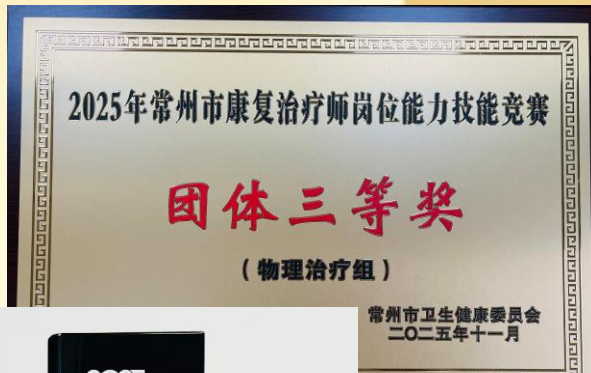 2025年常州市康复治疗师岗位能力技能竞赛
团体三等奖
（物理治疗组）
常州市卫生健康委员会
二〇二五年十一月